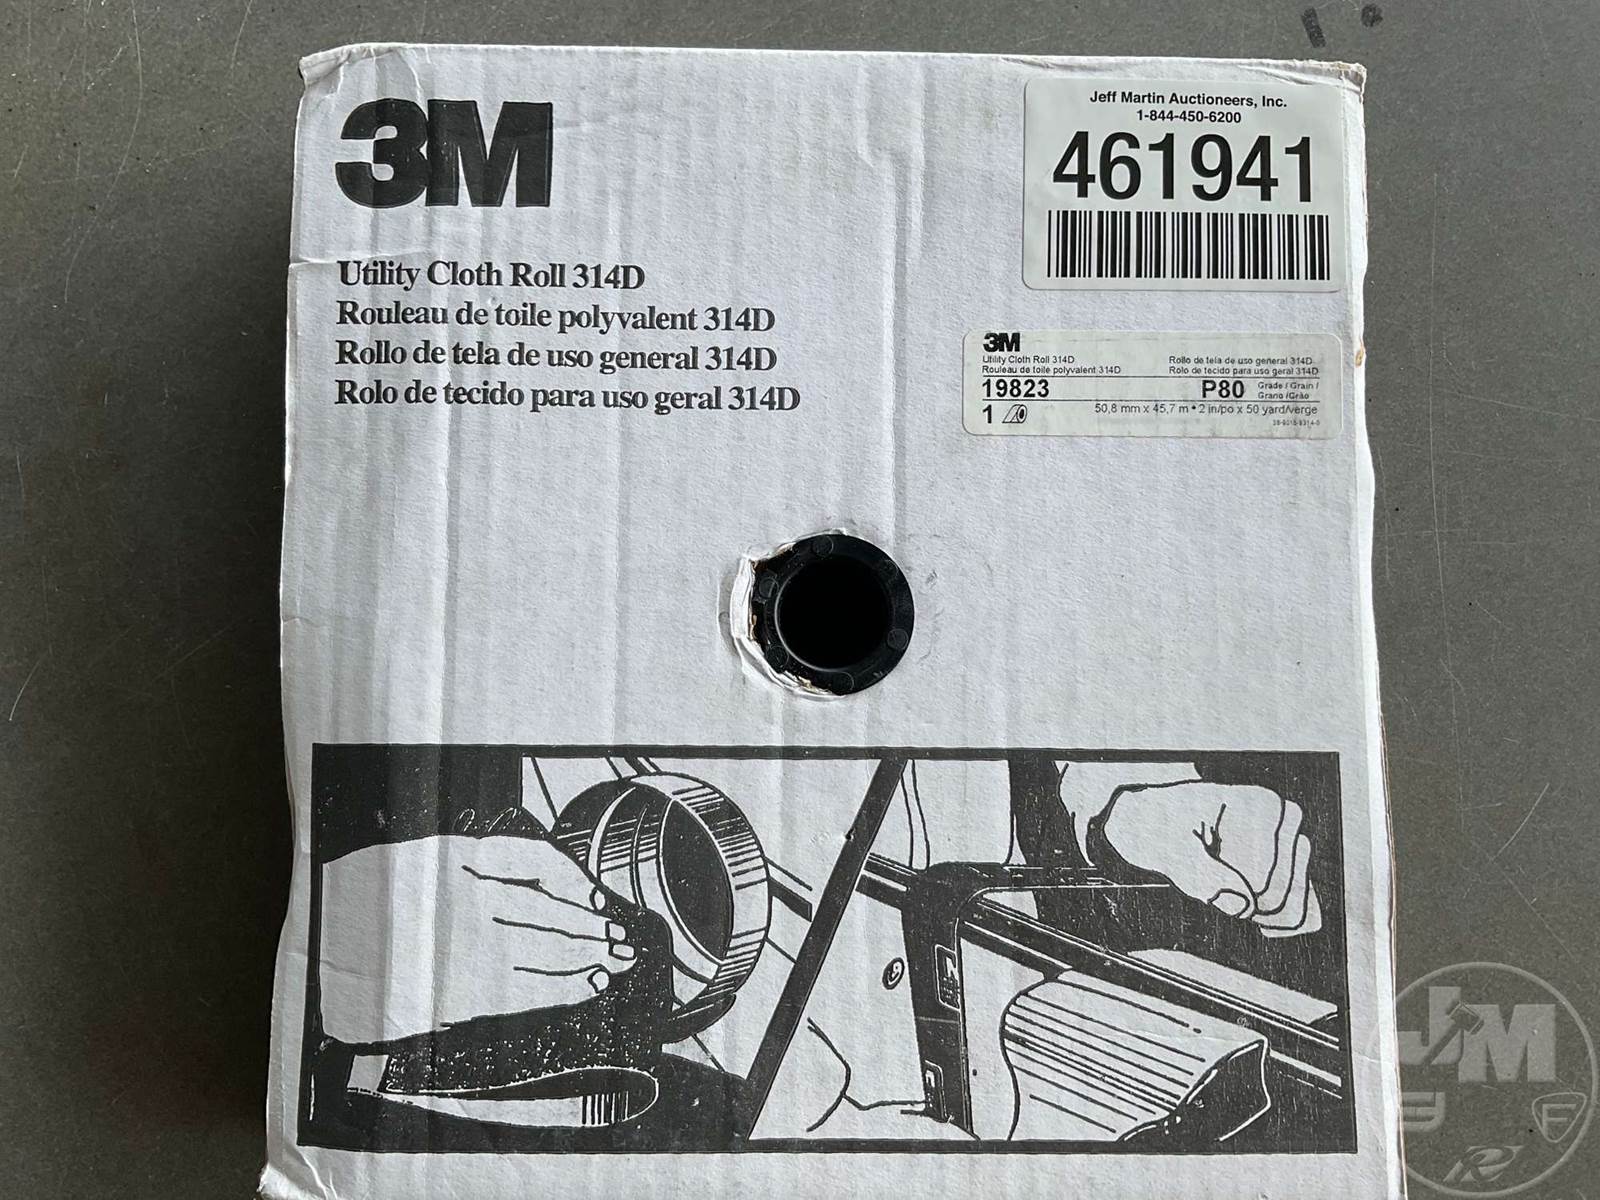 3M
Utility Cloth Roll 314D
Rouleau de toile polyvalent 314D
Rollo de tela de uso general 314D
Rolo de tecido para uso geral 314D
Jeff Martin Auctioneers, Inc.
1-844-450-6200
461941
3M
Utility Cloth Roll 314D
Rouleau de toile polyvalent 314D
Rollo de tela de uso general 314D
Rolo de tecido para uso geral 314D
19823 P80 Grade / Grain /
Grano /Grão
1 50,8 mm x 45,7 m • 2 in/po x 50 yard/verge
JM